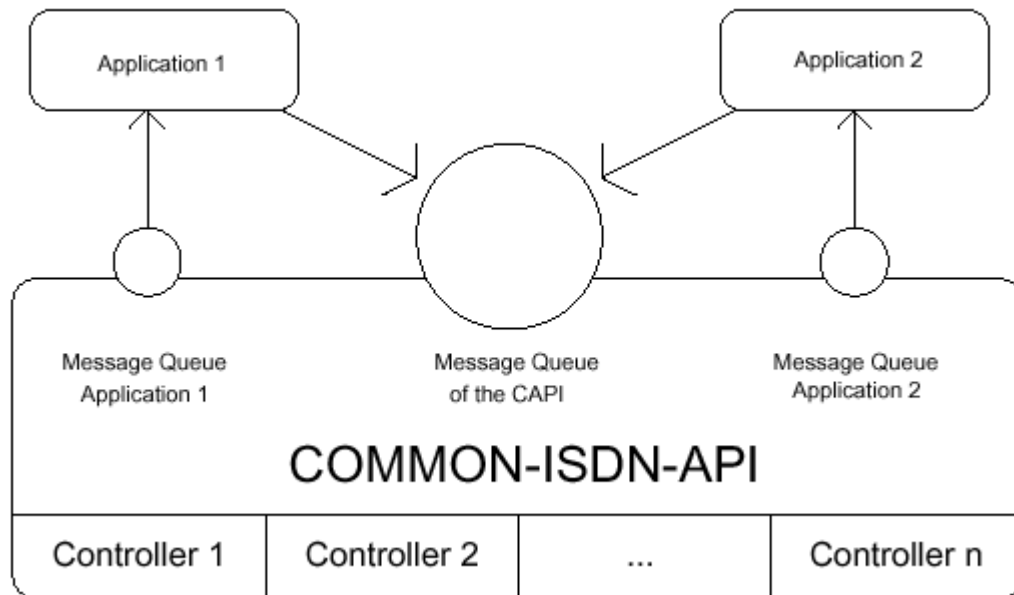 Application 1
Application 2
Message Queue
Application 1
Message Queue
of the CAPI
Message Queue
Application 2
COMMON-ISDN-API
Controller 1
Controller 2
...
Controller n